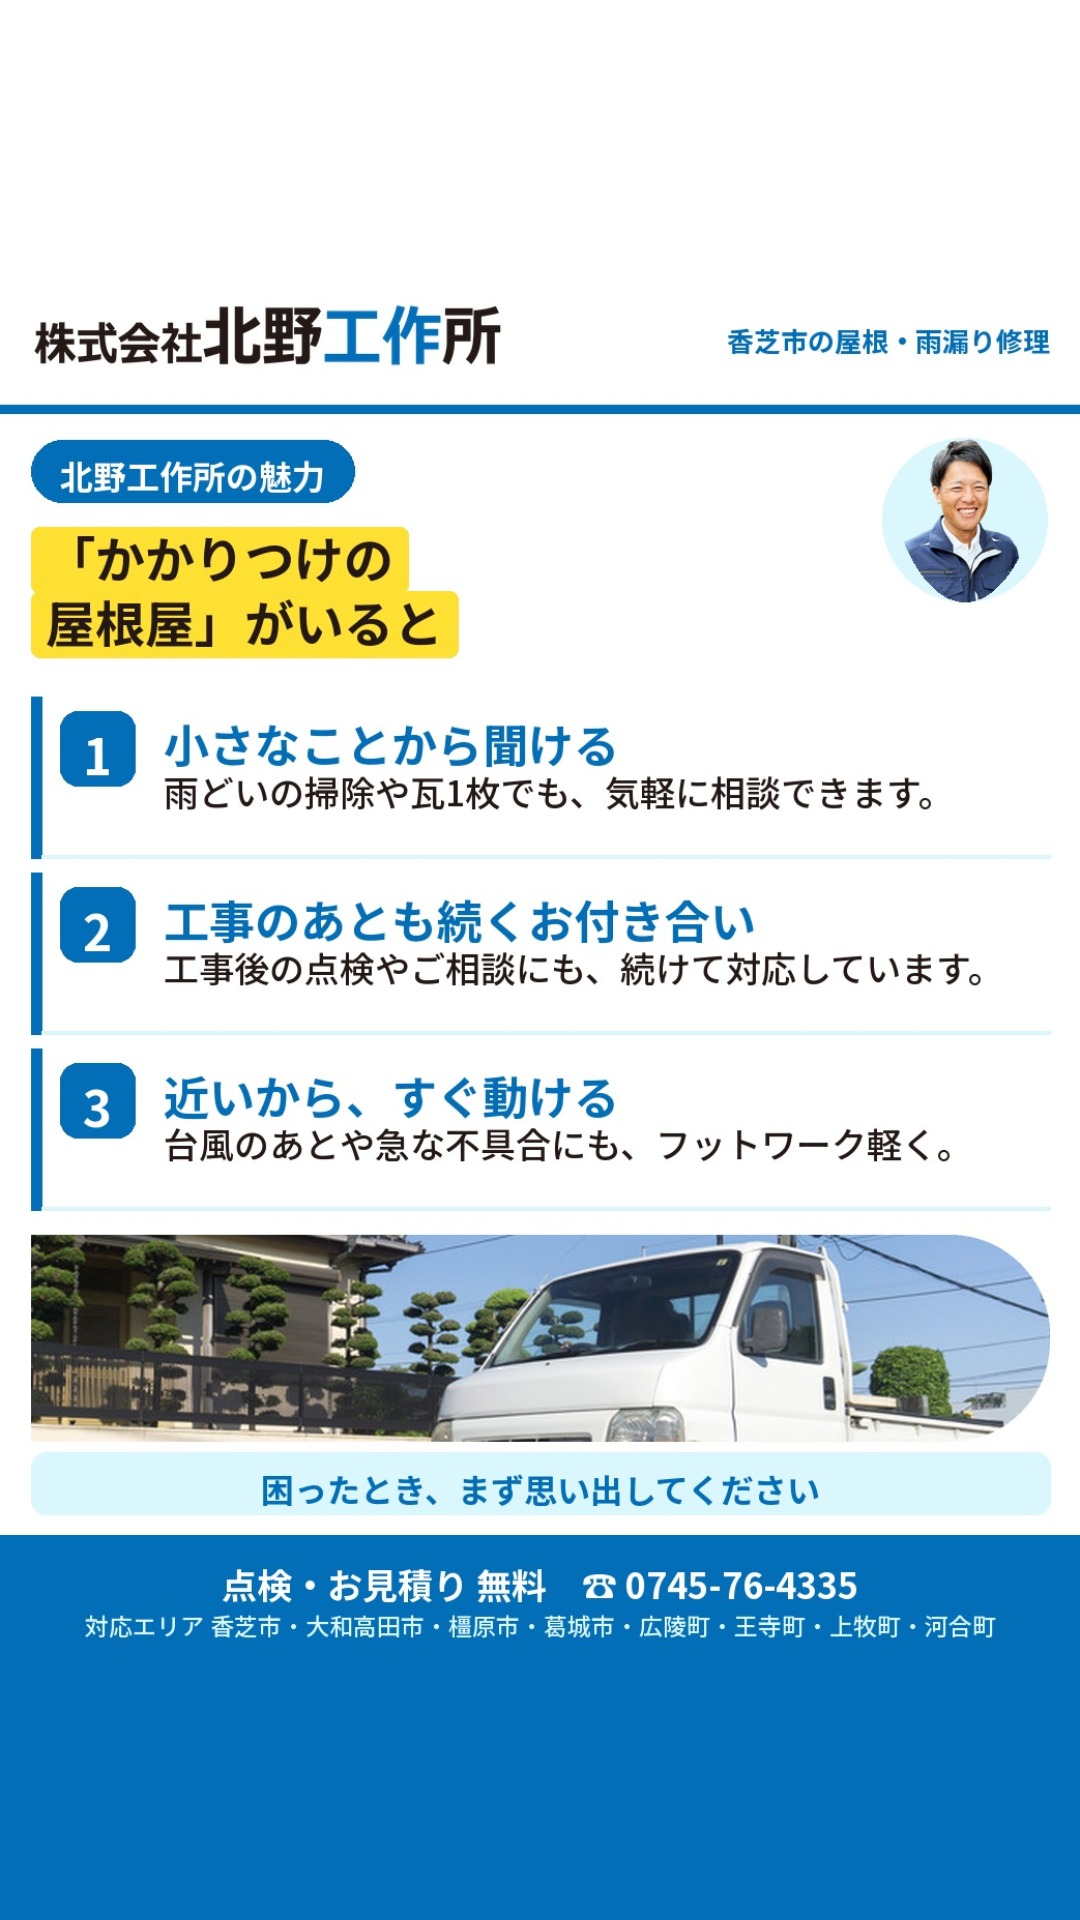 株式会社北野工作所
香芝市の屋根・雨漏り修理
北野工作所の魅力
「かかりつけの
屋根屋」がいると
1
小さなことから聞ける
雨どいの掃除や瓦1枚でも、気軽に相談できます。
2
工事のあとも続くお付き合い
工事後の点検やご相談にも、続けて対応しています。
3
近いから、すぐ動ける
台風のあとや急な不具合にも、フットワーク軽く。
困ったとき、まず思い出してください
点検・お見積り 無料 ☎ 0745-76-4335
対応エリア 香芝市・大和高田市・橿原市・葛城市・広陵町・王寺町・上牧町・河合町